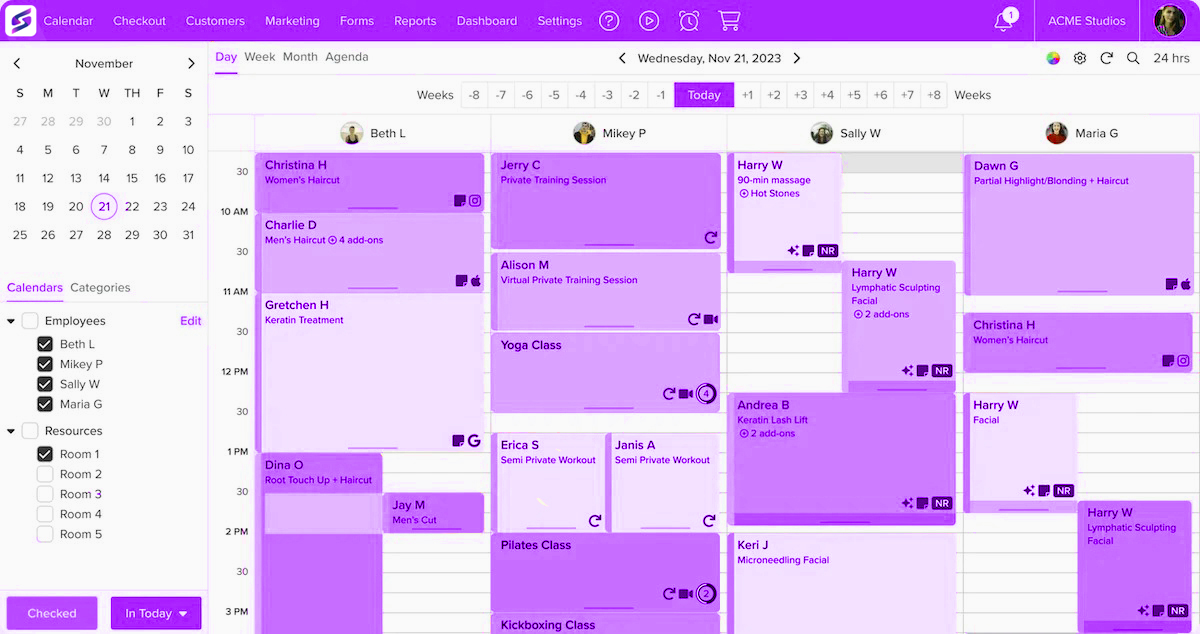 Calendar Checkout Customers Marketing Forms Reports Dashboard Settings ? 1 ACME Studios
November
S M T W TH F S
27 28 29 30 1 2 3
4 5 6 7 8 9 10
11 12 13 14 15 16 17
18 19 20 21 22 23 24
25 26 27 28 29 30 31
Calendars Categories
Employees Edit
Beth L
Mikey P
Sally W
Maria G
Resources
Room 1
Room 2
Room 3
Room 4
Room 5
Checked In Today
Day Week Month Agenda
Wednesday, Nov 21, 2023
24 hrs
Weeks -8 -7 -6 -5 -4 -3 -2 -1 Today +1 +2 +3 +4 +5 +6 +7 +8 Weeks
Beth L Mikey P Sally W Maria G
30
10 AM
30
11 AM
30
12 PM
30
1 PM
30
2 PM
30
3 PM
Christina H
Women's Haircut
Charlie D
Men's Haircut 4 add-ons
Gretchen H
Keratin Treatment
G
Dina O
Root Touch Up + Haircut
Jay M
Men's Cut
Jerry C
Private Training Session
Alison M
Virtual Private Training Session
Yoga Class
4
Erica S
Semi Private Workout
Janis A
Semi Private Workout
Pilates Class
2
Kickboxing Class
Harry W
90-min massage
Hot Stones
NR
Harry W
Lymphatic Sculpting
Facial
2 add-ons
NR
Andrea B
Keratin Lash Lift
2 add-ons
NR
Keri J
Microneedling Facial
Dawn G
Partial Highlight/Blonding + Haircut
Christina H
Women's Haircut
Harry W
Facial
NR
Harry W
Lymphatic Sculpting
Facial
NR